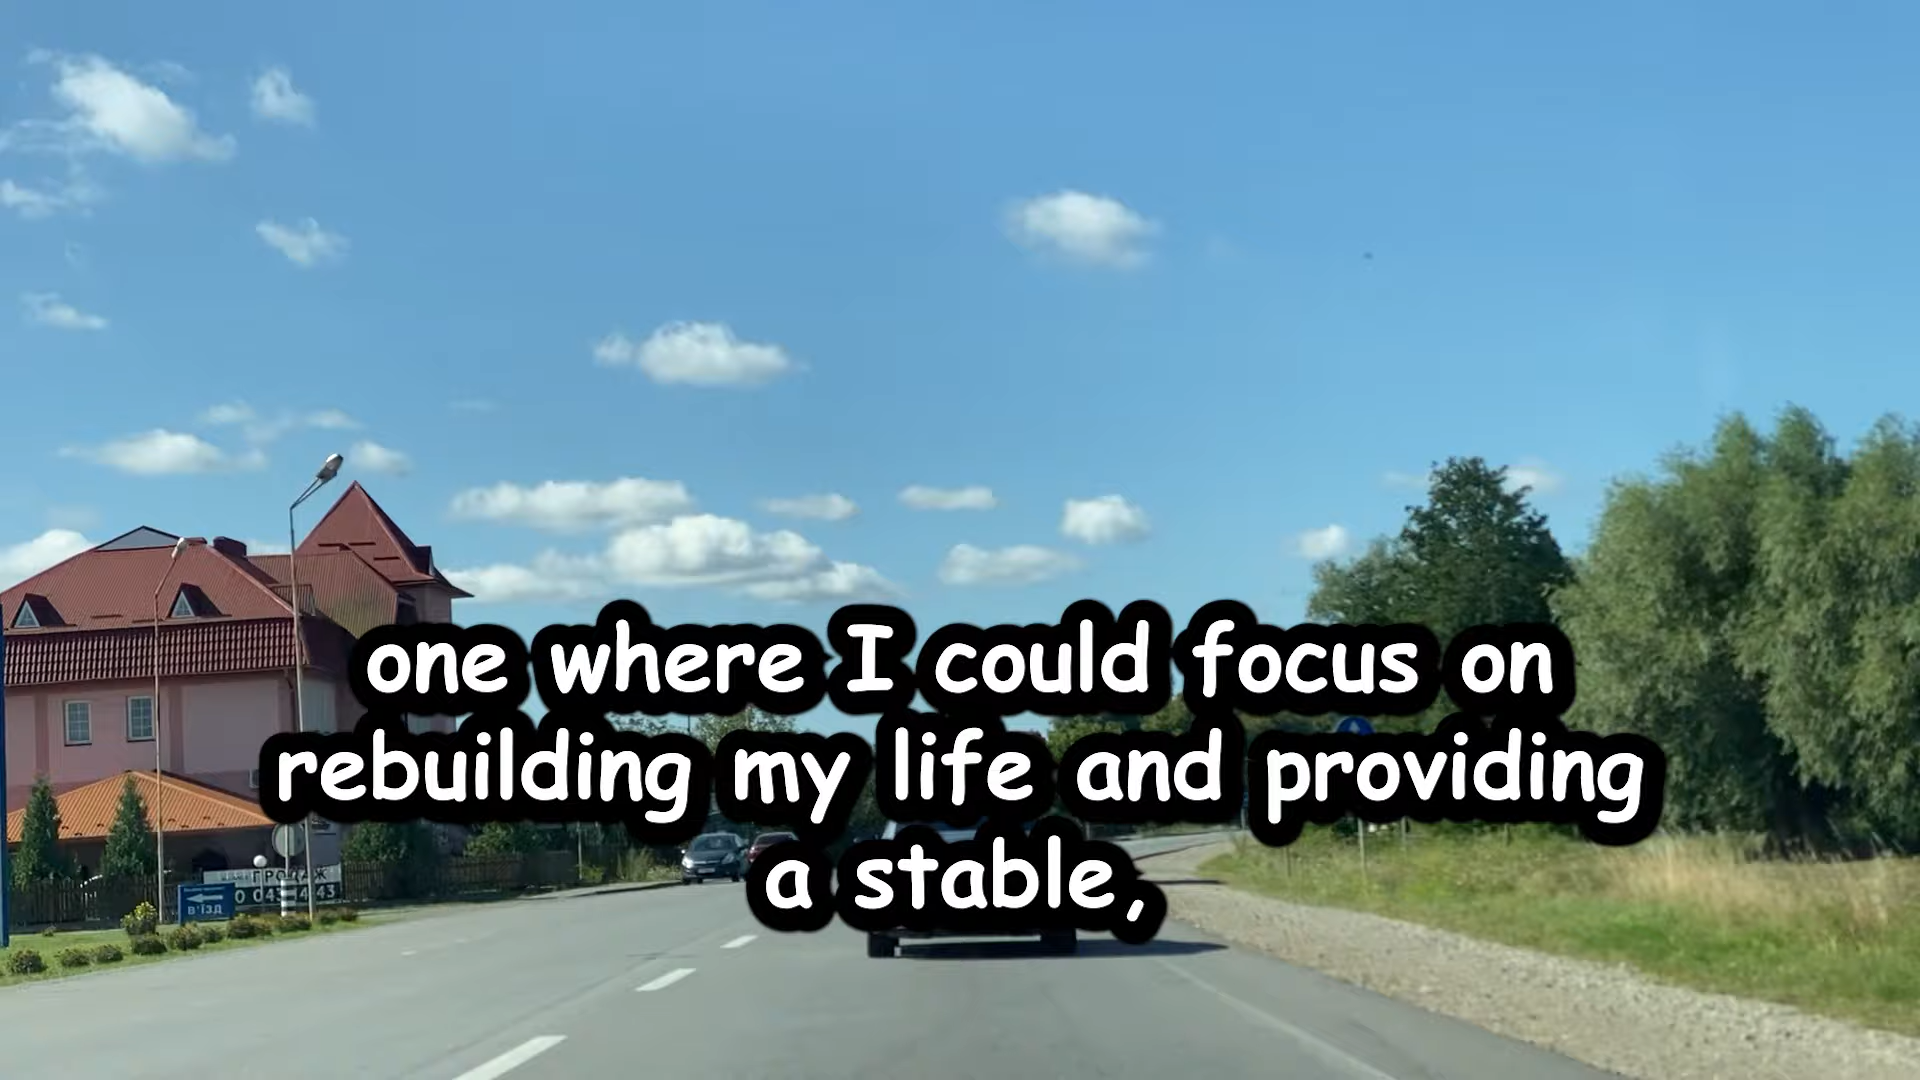 one where I could focus on
rebuilding my life and providing
a stable,
в'їзд